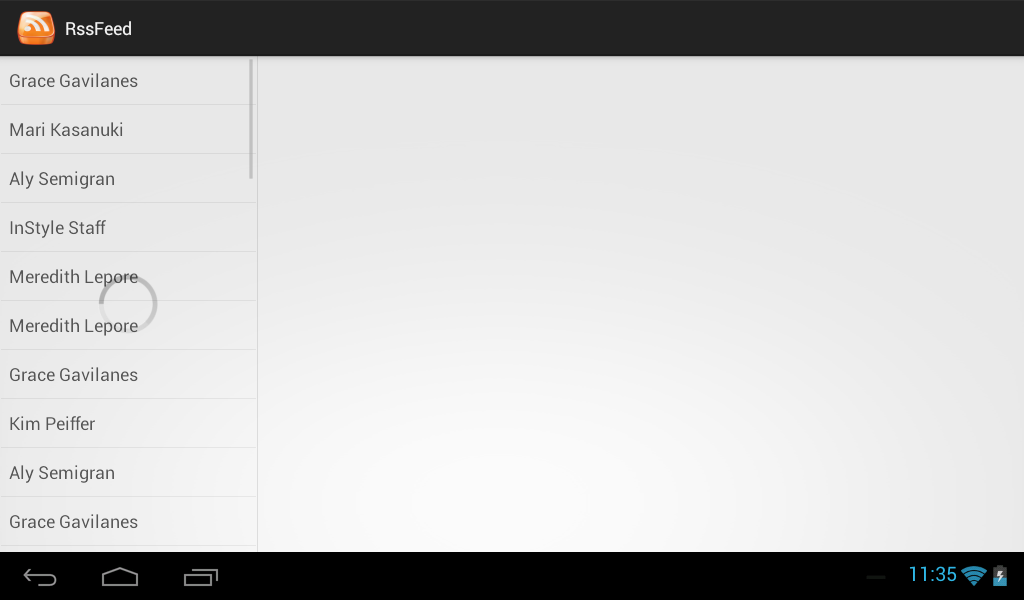 RssFeed
Grace Gavilanes
Mari Kasanuki
Aly Semigran
InStyle Staff
Meredith Lepore
Meredith Lepore
Grace Gavilanes
Kim Peiffer
Aly Semigran
Grace Gavilanes
11:35